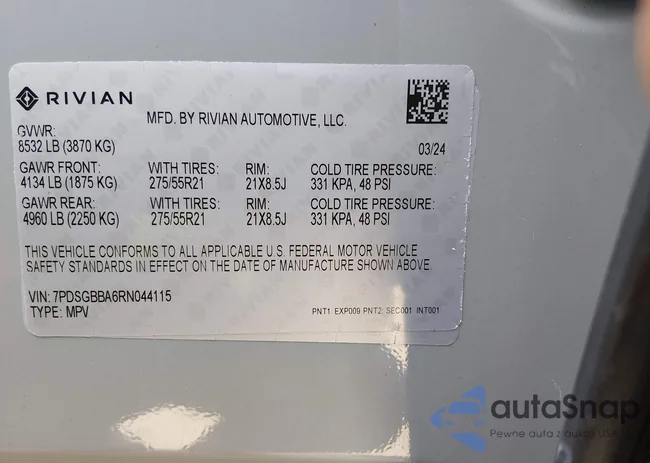 RIVIAN
MFD. BY RIVIAN AUTOMOTIVE, LLC.
GVWR:
8532 LB (3870 KG)
03/24
GAWR FRONT: WITH TIRES: RIM: COLD TIRE PRESSURE:
4134 LB (1875 KG) 275/55R21 21X8.5J 331 KPA, 48 PSI
GAWR REAR: WITH TIRES: RIM: COLD TIRE PRESSURE:
4960 LB (2250 KG) 275/55R21 21X8.5J 331 KPA, 48 PSI
THIS VEHICLE CONFORMS TO ALL APPLICABLE U.S. FEDERAL MOTOR VEHICLE
SAFETY STANDARDS IN EFFECT ON THE DATE OF MANUFACTURE SHOWN ABOVE.
VIN: 7PDSGBBA6RN044115
TYPE: MPV
PNT1: EXP009 PNT2: SEC001 INT001
autaSnap
Pewne auta z aukcji USA